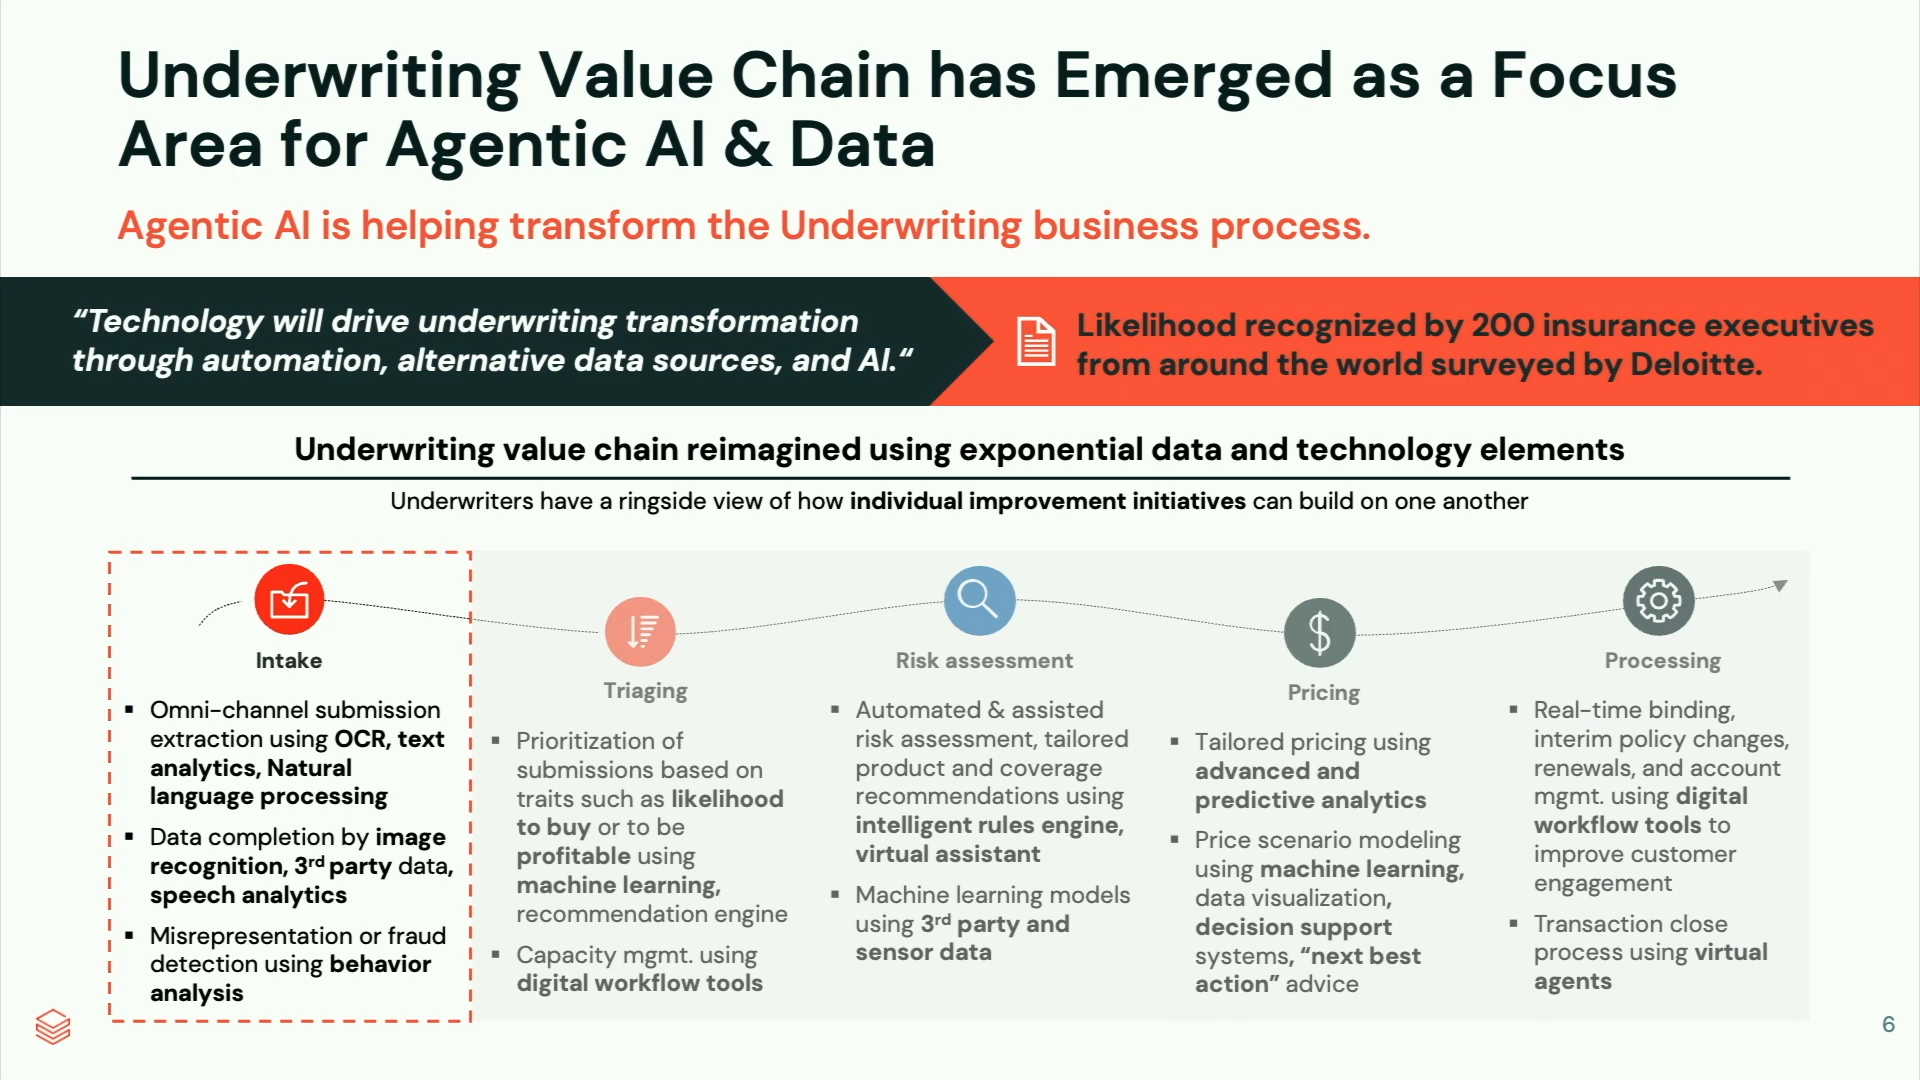 Underwriting Value Chain has Emerged as a Focus
Area for Agentic AI & Data
Agentic AI is helping transform the Underwriting business process.
“Technology will drive underwriting transformation
through automation, alternative data sources, and AI.“
Likelihood recognized by 200 insurance executives
from around the world surveyed by Deloitte.
Underwriting value chain reimagined using exponential data and technology elements
Underwriters have a ringside view of how individual improvement initiatives can build on one another
Intake
▪ Omni-channel submission
extraction using OCR, text
analytics, Natural
language processing
▪ Data completion by image
recognition, 3rd party data,
speech analytics
▪ Misrepresentation or fraud
detection using behavior
analysis
Triaging
▪ Prioritization of
submissions based on
traits such as likelihood
to buy or to be
profitable using
machine learning,
recommendation engine
▪ Capacity mgmt. using
digital workflow tools
Risk assessment
▪ Automated & assisted
risk assessment, tailored
product and coverage
recommendations using
intelligent rules engine,
virtual assistant
▪ Machine learning models
using 3rd party and
sensor data
$
Pricing
▪ Tailored pricing using
advanced and
predictive analytics
▪ Price scenario modeling
using machine learning,
data visualization,
decision support
systems, “next best
action” advice
Processing
▪ Real-time binding,
interim policy changes,
renewals, and account
mgmt. using digital
workflow tools to
improve customer
engagement
▪ Transaction close
process using virtual
agents
6